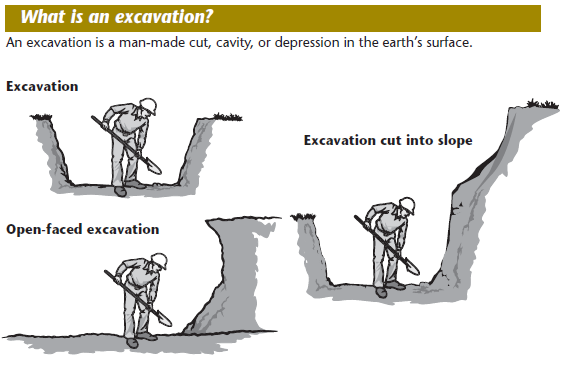 What is an excavation?
An excavation is a man-made cut, cavity, or depression in the earth's surface.
Excavation
Excavation cut into slope
Open-faced excavation